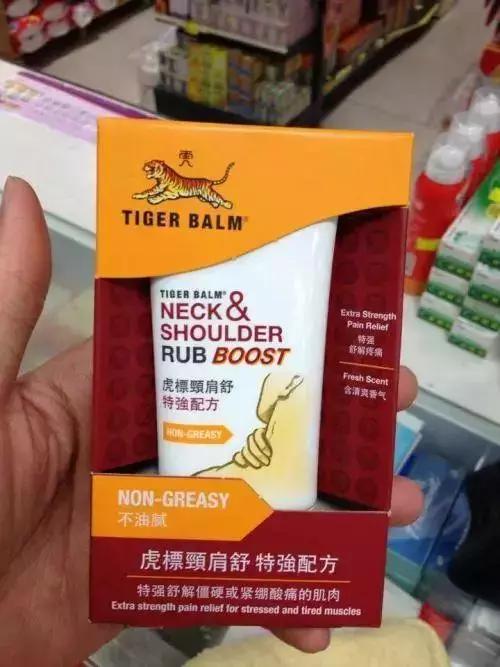 虎
TIGER BALM®
TIGER BALM®
NECK &
SHOULDER
RUB BOOST
虎標頸肩舒
特強配方
NON-GREASY
Extra Strength
Pain Relief
特强
舒解疼痛
Fresh Scent
含清爽香气
NON-GREASY
不油膩
虎標頸肩舒 特強配方
特强舒解僵硬或紧绷酸痛的肌肉
Extra strength pain relief for stressed and tired muscles